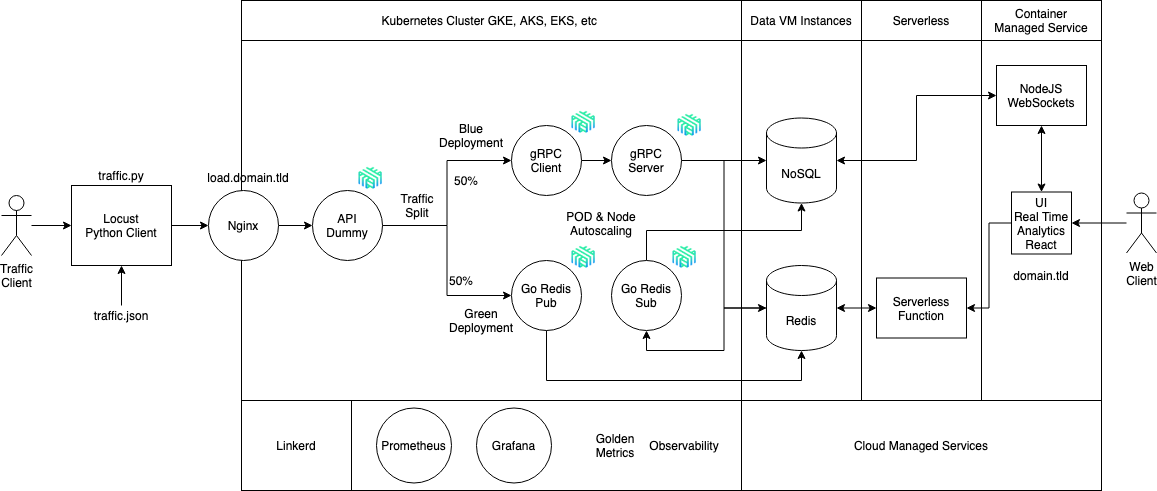 Kubernetes Cluster GKE, AKS, EKS, etc
Data VM Instances
Serverless
Container
Managed Service
NodeJS
WebSockets
Blue
Deployment
gRPC
Client
gRPC
Server
NoSQL
traffic.py
load.domain.tld
50%
Traffic
Split
Locust
Python Client
Nginx
API
Dummy
POD & Node
Autoscaling
UI
Real Time
Analytics
React
Traffic
Client
Web
Client
domain.tld
50%
Go Redis
Pub
Go Redis
Sub
Redis
Serverless
Function
traffic.json
Green
Deployment
Linkerd
Prometheus
Grafana
Golden
Metrics
Observability
Cloud Managed Services